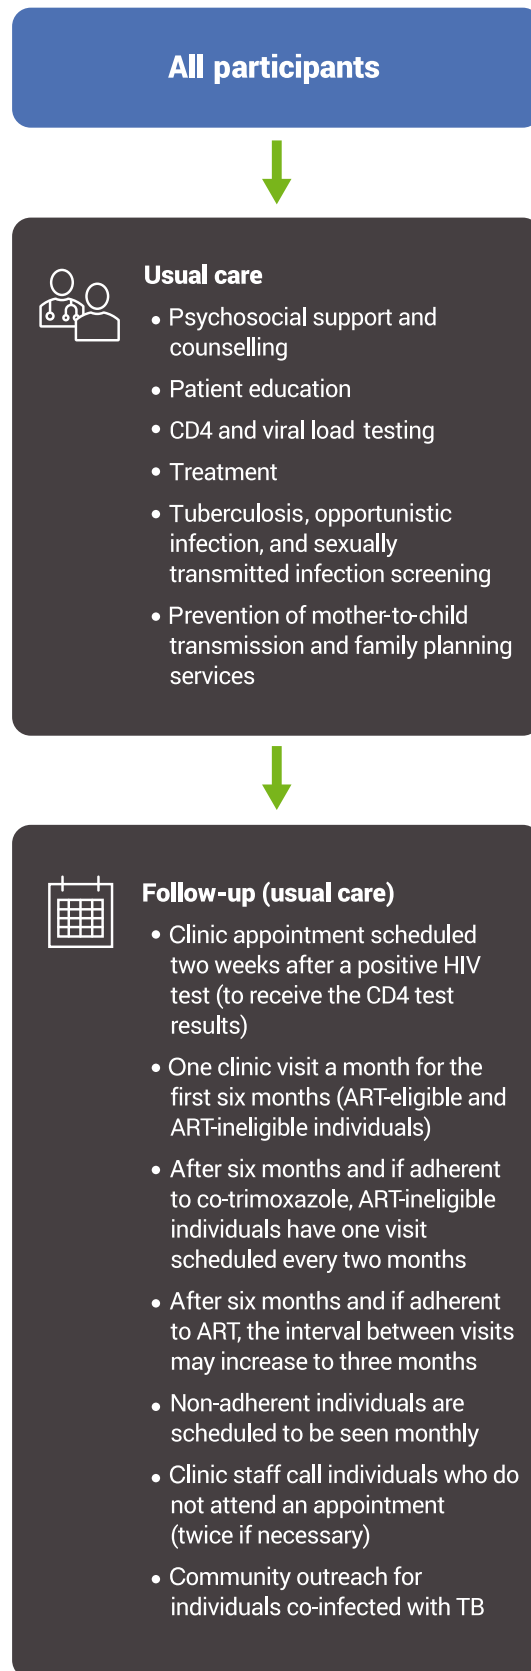 All participants
Usual care
• Psychosocial support and
counselling
• Patient education
• CD4 and viral load testing
• Treatment
• Tuberculosis, opportunistic
infection, and sexually
transmitted infection screening
• Prevention of mother-to-child
transmission and family planning
services
Follow-up (usual care)
• Clinic appointment scheduled
two weeks after a positive HIV
test (to receive the CD4 test
results)
• One clinic visit a month for the
first six months (ART-eligible and
ART-ineligible individuals)
• After six months and if adherent
to co-trimoxazole, ART-ineligible
individuals have one visit
scheduled every two months
• After six months and if adherent
to ART, the interval between visits
may increase to three months
• Non-adherent individuals are
scheduled to be seen monthly
• Clinic staff call individuals who do
not attend an appointment
(twice if necessary)
• Community outreach for
individuals co-infected with TB